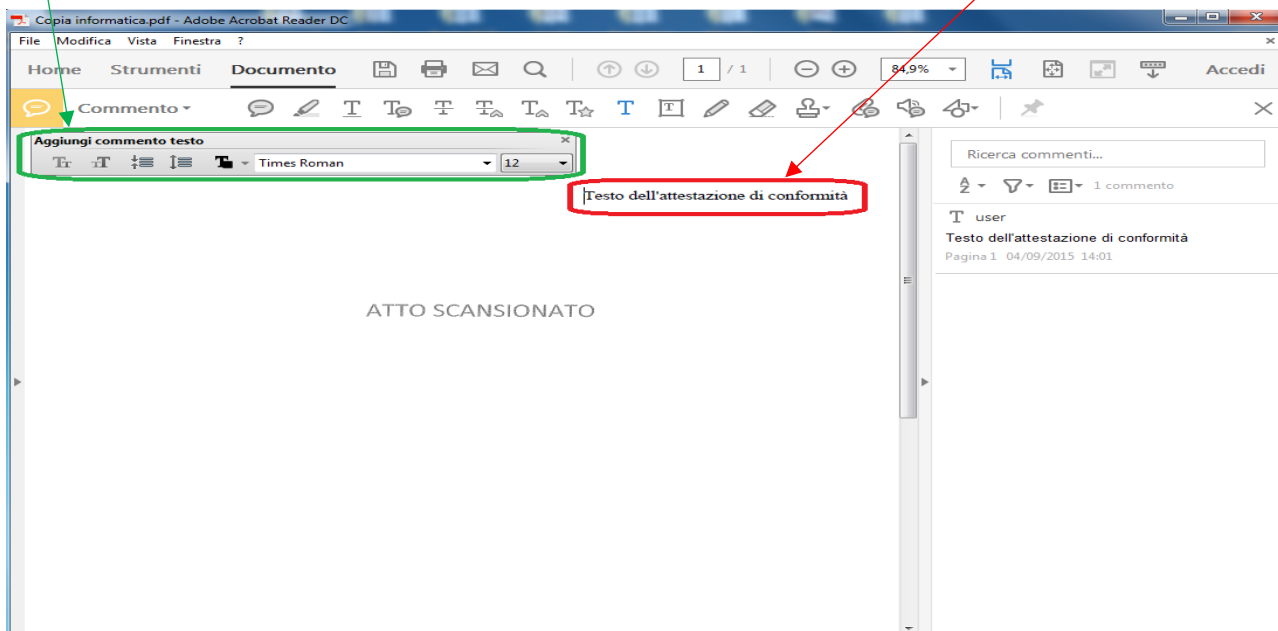 Copia informatica.pdf - Adobe Acrobat Reader DC
File Modifica Vista Finestra ?
Home Strumenti Documento 1 / 1 84,9% Accedi
Commento
Aggiungi commento testo
Times Roman 12
Testo dell'attestazione di conformità
ATTO SCANSIONATO
Ricerca commenti...
1 commento
T user
Testo dell'attestazione di conformità
Pagina 1 04/09/2015 14:01